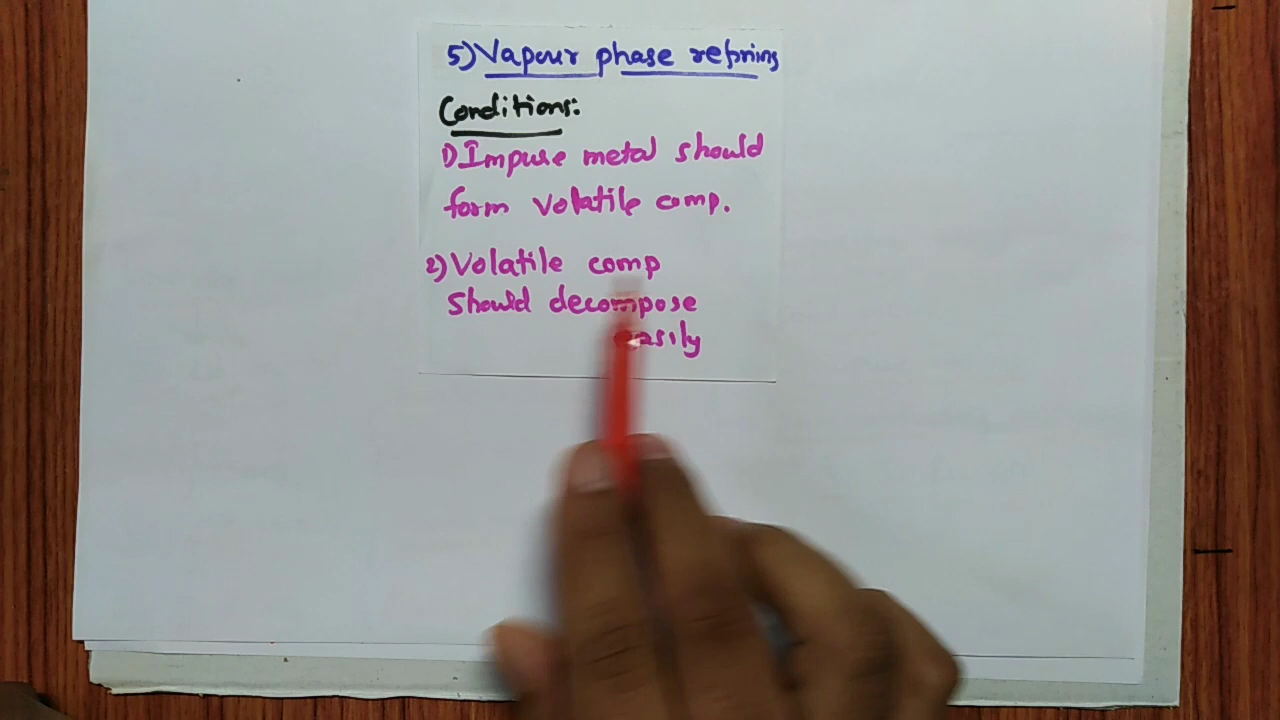 5) Vapour phase refining
Conditions:
1) Impure metal should
form volatile comp.
2) Volatile comp
should decompose
easily